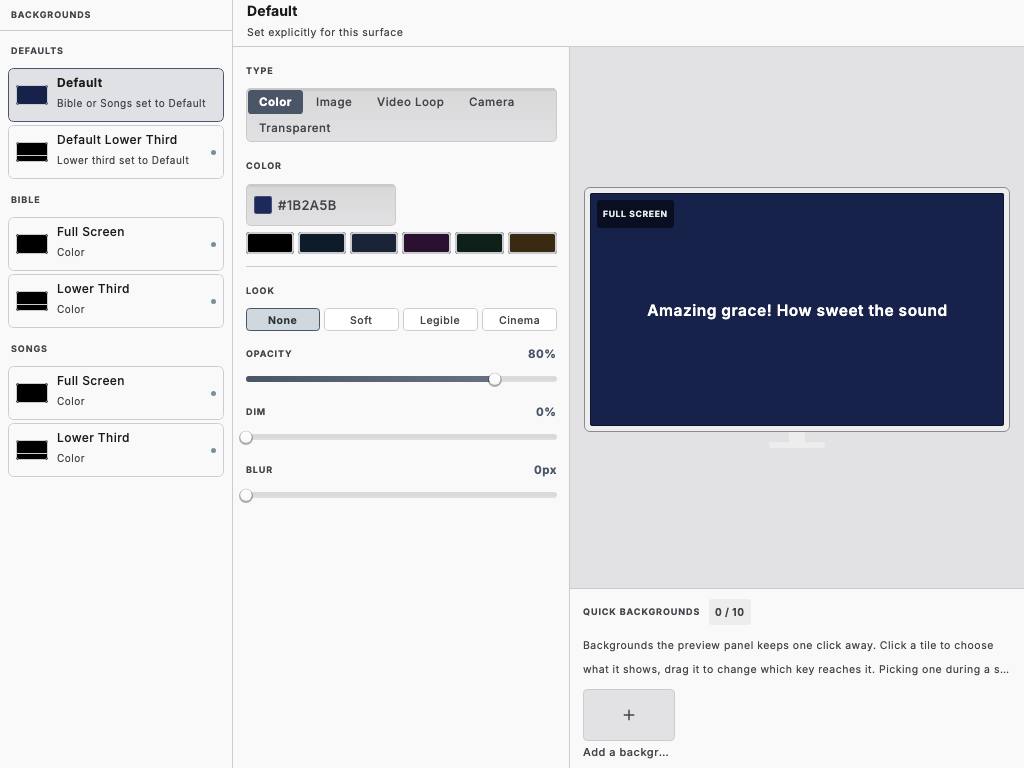 BACKGROUNDS
DEFAULTS
Default
Bible or Songs set to Default
Default Lower Third
Lower third set to Default
BIBLE
Full Screen
Color
Lower Third
Color
SONGS
Full Screen
Color
Lower Third
Color
Default
Set explicitly for this surface
TYPE
Color Image Video Loop Camera
Transparent
COLOR
#1B2A5B
LOOK
None Soft Legible Cinema
OPACITY 80%
DIM 0%
BLUR 0px
FULL SCREEN
Amazing grace! How sweet the sound
QUICK BACKGROUNDS 0 / 10
Backgrounds the preview panel keeps one click away. Click a tile to choose
what it shows, drag it to change which key reaches it. Picking one during a s...
+
Add a backgr...